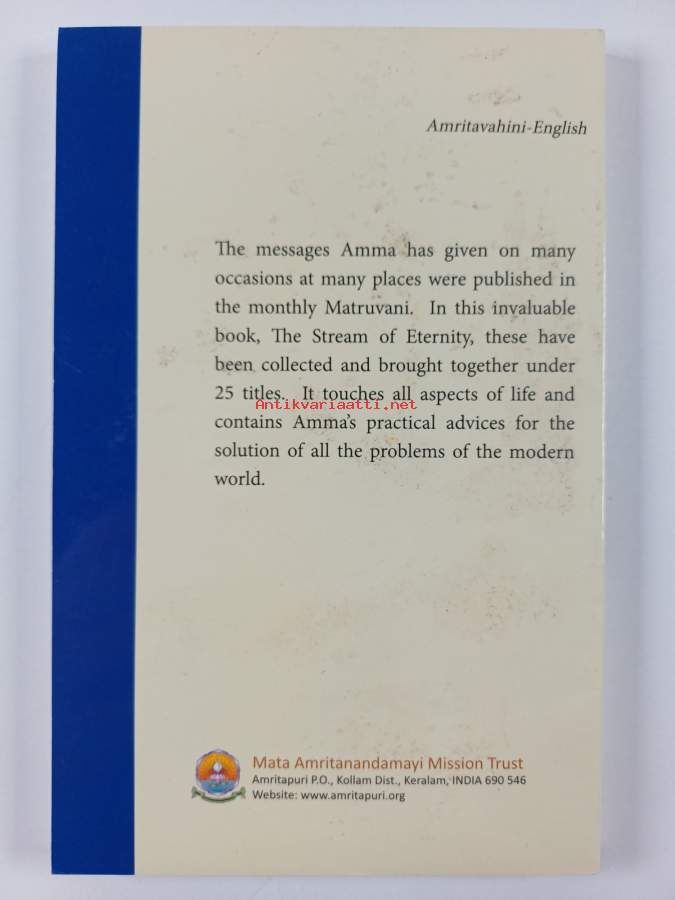 Amritavahini-English
The messages Amma has given on many
occasions at many places were published in
the monthly Matruvani. In this invaluable
book, The Stream of Eternity, these have
been collected and brought together under
25 titles. It touches all aspects of life and
Antikvariaatti.net
contains Amma's practical advices for the
solution of all the problems of the modern
world.
Mata Amritanandamayi Mission Trust
Amritapuri P.O., Kollam Dist., Keralam, INDIA 690 546
Website: www.amritapuri.org